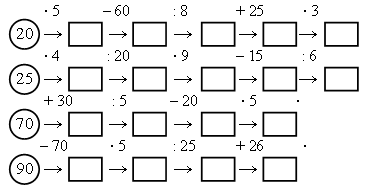 · 5 − 60 : 8 + 25 · 3
20 → → → → →
· 4 : 20 · 9 − 15 : 6
25 → → → → →
+ 30 : 5 − 20 · 5 ·
70 → → → →
− 70 · 5 : 25 + 26 ·
90 → → → →